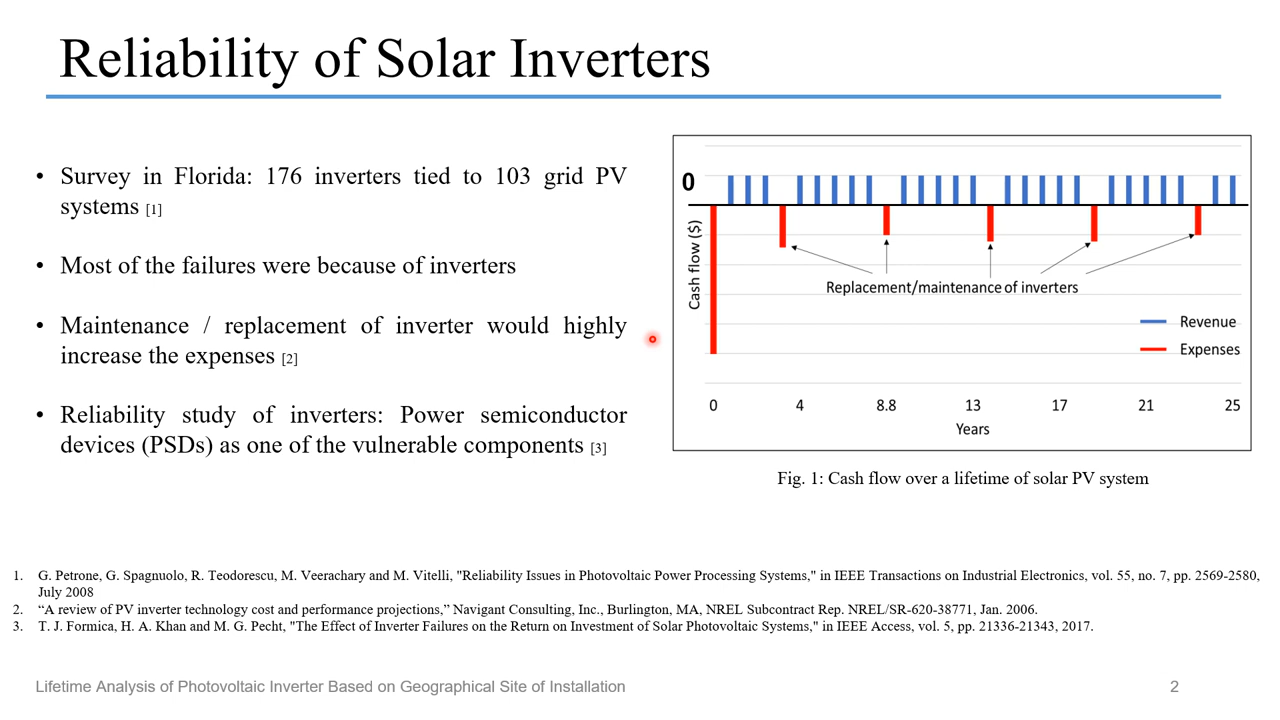 Reliability of Solar Inverters
• Survey in Florida: 176 inverters tied to 103 grid PV
systems [1]
• Most of the failures were because of inverters
• Maintenance / replacement of inverter would highly
increase the expenses [2]
• Reliability study of inverters: Power semiconductor
devices (PSDs) as one of the vulnerable components [3]
0
Cash flow ($)
Replacement/maintenance of inverters
Revenue
Expenses
0 4 8.8 13 17 21 25
Years
Fig. 1: Cash flow over a lifetime of solar PV system
1. G. Petrone, G. Spagnuolo, R. Teodorescu, M. Veerachary and M. Vitelli, "Reliability Issues in Photovoltaic Power Processing Systems," in IEEE Transactions on Industrial Electronics, vol. 55, no. 7, pp. 2569-2580,
July 2008
2. “A review of PV inverter technology cost and performance projections,” Navigant Consulting, Inc., Burlington, MA, NREL Subcontract Rep. NREL/SR-620-38771, Jan. 2006.
3. T. J. Formica, H. A. Khan and M. G. Pecht, "The Effect of Inverter Failures on the Return on Investment of Solar Photovoltaic Systems," in IEEE Access, vol. 5, pp. 21336-21343, 2017.
Lifetime Analysis of Photovoltaic Inverter Based on Geographical Site of Installation
2